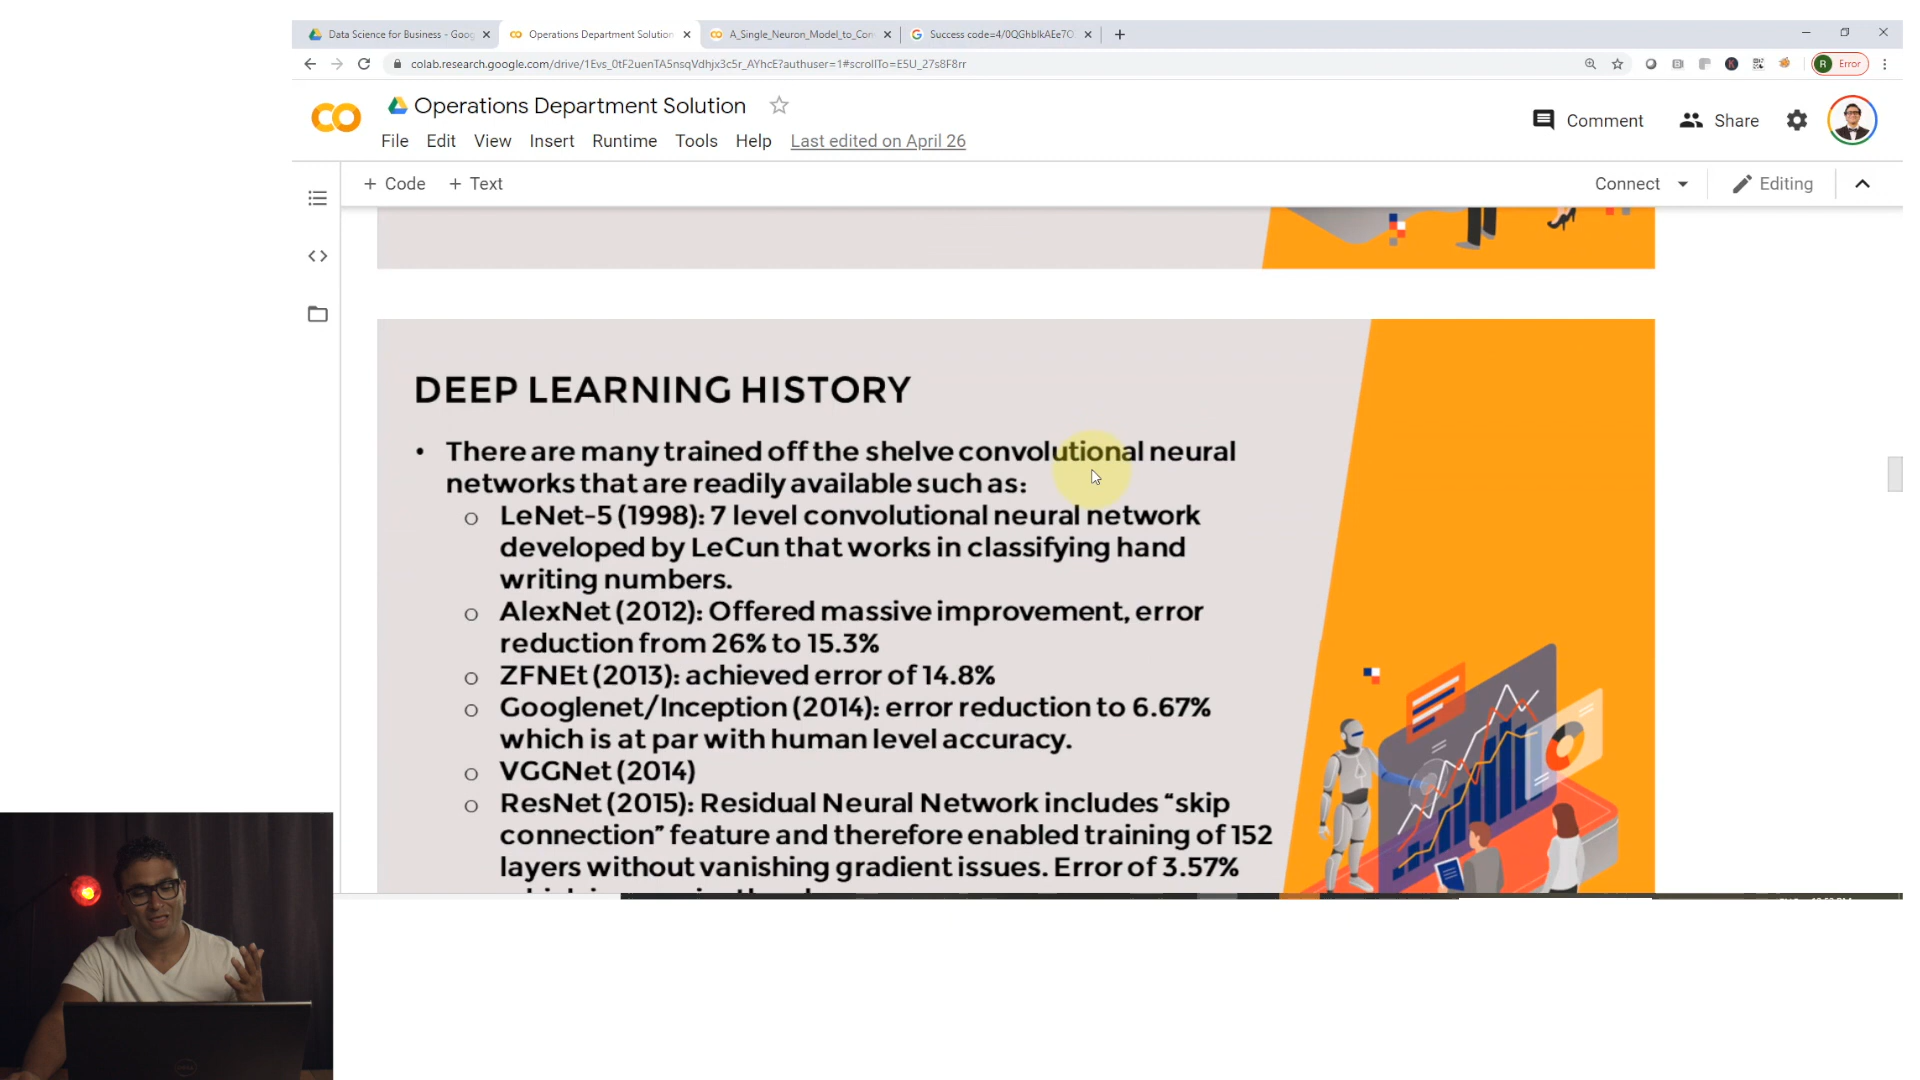 Data Science for Business - Goog
Operations Department Solution
A_Single_Neuron_Model_to_Con
Success code=4/0QGhblkAEe7O
colab.research.google.com/drive/1Evs_0tF2uenTA5nsqVdhjx3c5r_AYhcE?authuser=1#scrollTo=E5U_27s8F8rr
R Error
Operations Department Solution
Comment
Share
File Edit View Insert Runtime Tools Help Last edited on April 26
+ Code + Text
Connect
Editing
DEEP LEARNING HISTORY
• There are many trained off the shelve convolutional neural
networks that are readily available such as:
o LeNet-5 (1998): 7 level convolutional neural network
developed by LeCun that works in classifying hand
writing numbers.
o AlexNet (2012): Offered massive improvement, error
reduction from 26% to 15.3%
o ZFNEt (2013): achieved error of 14.8%
o Googlenet/Inception (2014): error reduction to 6.67%
which is at par with human level accuracy.
o VGGNet (2014)
o ResNet (2015): Residual Neural Network includes “skip
connection” feature and therefore enabled training of 152
layers without vanishing gradient issues. Error of 3.57%